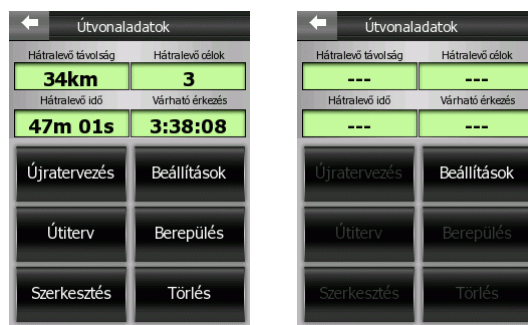 Útvonaladatok
Hátralevő távolság Hátralevő célok
34km 3
Hátralevő idő Várható érkezés
47m 01s 3:38:08
Újratervezés Beállítások
Útiterv Berepülés
Szerkesztés Törlés
Útvonaladatok
Hátralevő távolság Hátralevő célok
--- ---
Hátralevő idő Várható érkezés
--- ---
Újratervezés Beállítások
Útiterv Berepülés
Szerkesztés Törlés